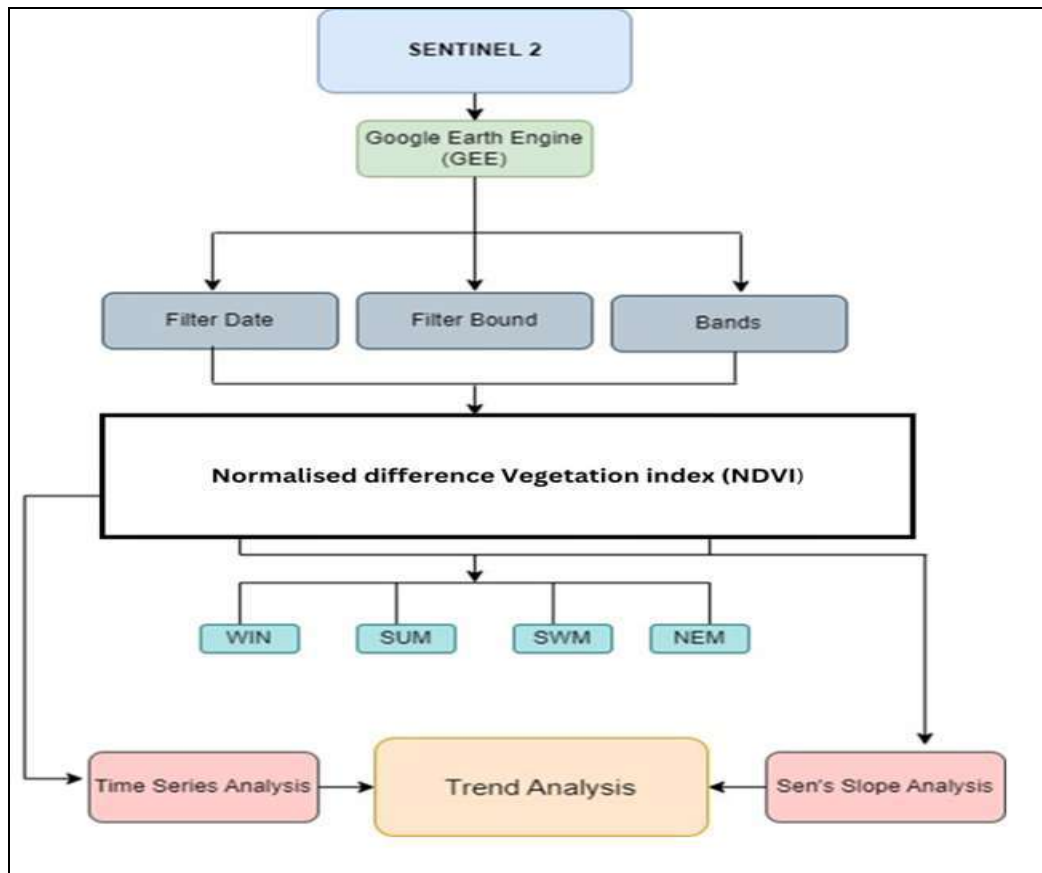 SENTINEL 2
Google Earth Engine
(GEE)
Filter Date
Filter Bound
Bands
Normalised difference Vegetation index (NDVI)
WIN
SUM
SWM
NEM
Time Series Analysis
Trend Analysis
Sen's Slope Analysis